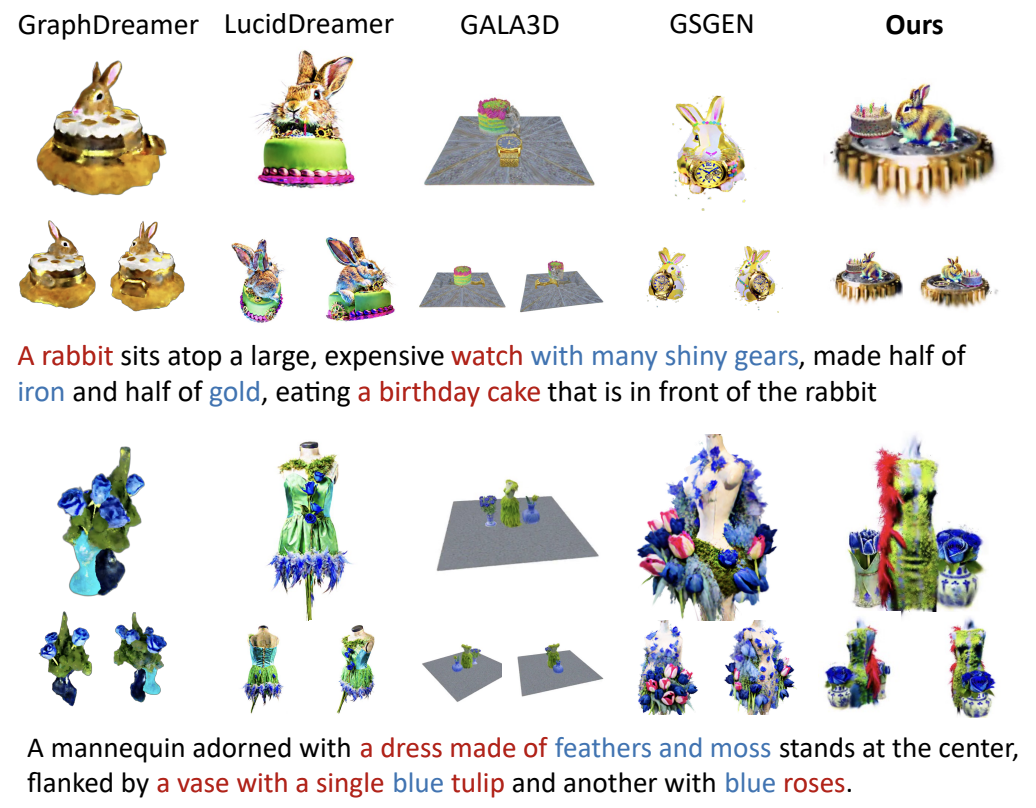 GraphDreamer LucidDreamer GALA3D GSGEN Ours
A rabbit sits atop a large, expensive watch with many shiny gears, made half of
iron and half of gold, eating a birthday cake that is in front of the rabbit
A mannequin adorned with a dress made of feathers and moss stands at the center,
flanked by a vase with a single blue tulip and another with blue roses.